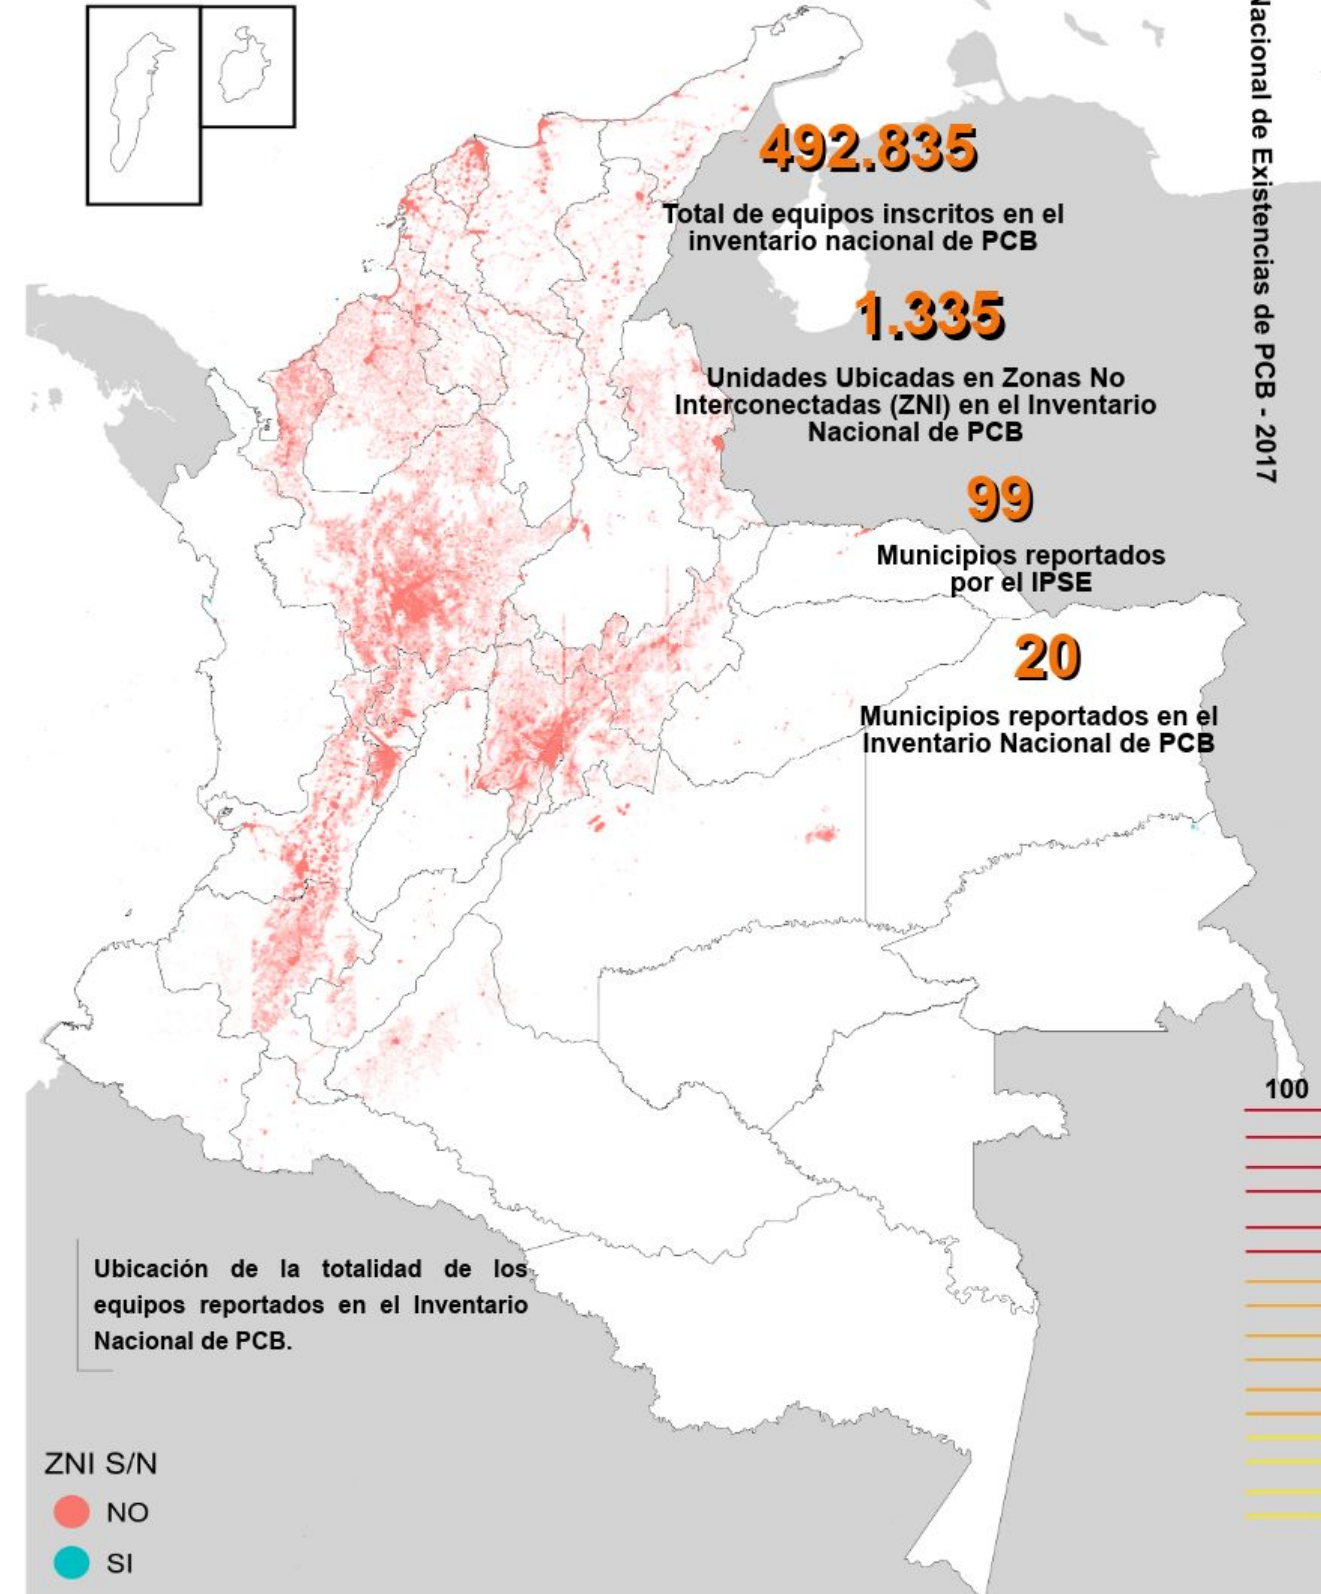 492.835
Total de equipos inscritos en el
inventario nacional de PCB
1.335
Unidades Ubicadas en Zonas No
Interconectadas (ZNI) en el Inventario
Nacional de PCB
99
Municipios reportados
por el IPSE
20
Municipios reportados en el
Inventario Nacional de PCB
Nacional de Existencias de PCB - 2017
100
Ubicación de la totalidad de los
equipos reportados en el Inventario
Nacional de PCB.
ZNI S/N
NO
SI